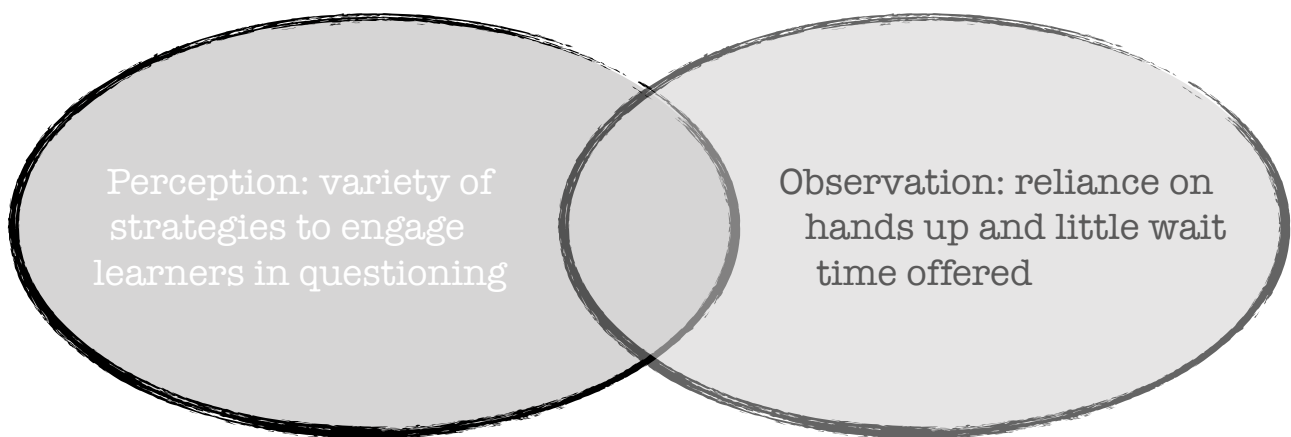 Perception: variety of
strategies to engage
learners in questioning
Observation: reliance on
hands up and little wait
time offered